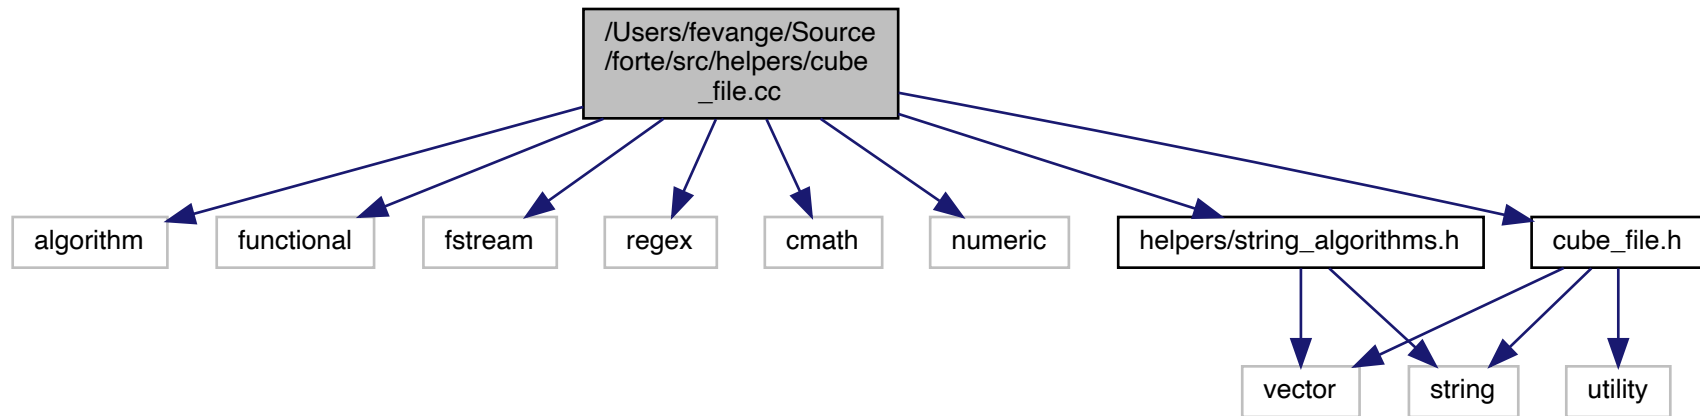 /Users/fevange/Source
/forte/src/helpers/cube
_file.cc
algorithm
functional
fstream
regex
cmath
numeric
helpers/string_algorithms.h
cube_file.h
vector
string
utility